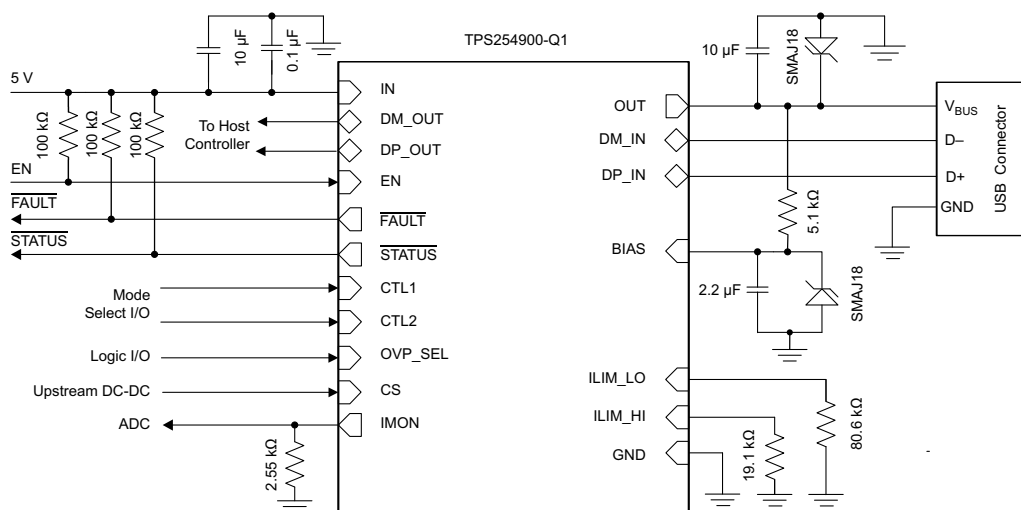 TPS254900-Q1
10 µF
0.1 µF
10 µF
SMAJ18
5 V
100 kΩ
100 kΩ
100 kΩ
To Host
Controller
EN
FAULT
STATUS
Mode
Select I/O
Logic I/O
Upstream DC-DC
ADC
2.55 kΩ
IN
DM_OUT
DP_OUT
EN
FAULT
STATUS
CTL1
CTL2
OVP_SEL
CS
IMON
OUT
DM_IN
DP_IN
BIAS
ILIM_LO
ILIM_HI
GND
5.1 kΩ
2.2 µF
SMAJ18
80.6 kΩ
19.1 kΩ
VBUS
D–
D+
GND
USB Connector